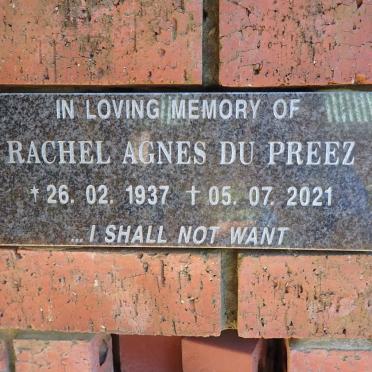 IN LOVING MEMORY OF
RACHEL AGNES DU PREEZ
* 26. 02. 1937 † 05. 07. 2021
...I SHALL NOT WANT